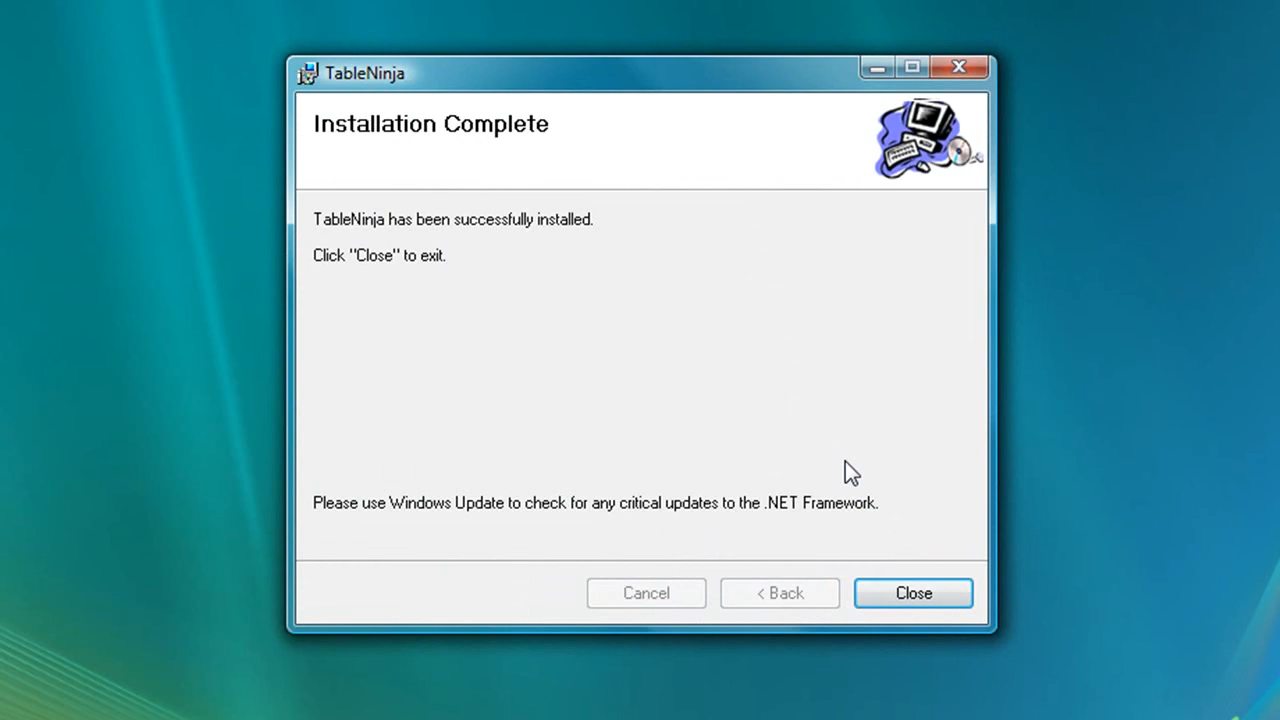 TableNinja
Installation Complete
TableNinja has been successfully installed.
Click "Close" to exit.
Please use Windows Update to check for any critical updates to the .NET Framework.
Cancel
< Back
Close